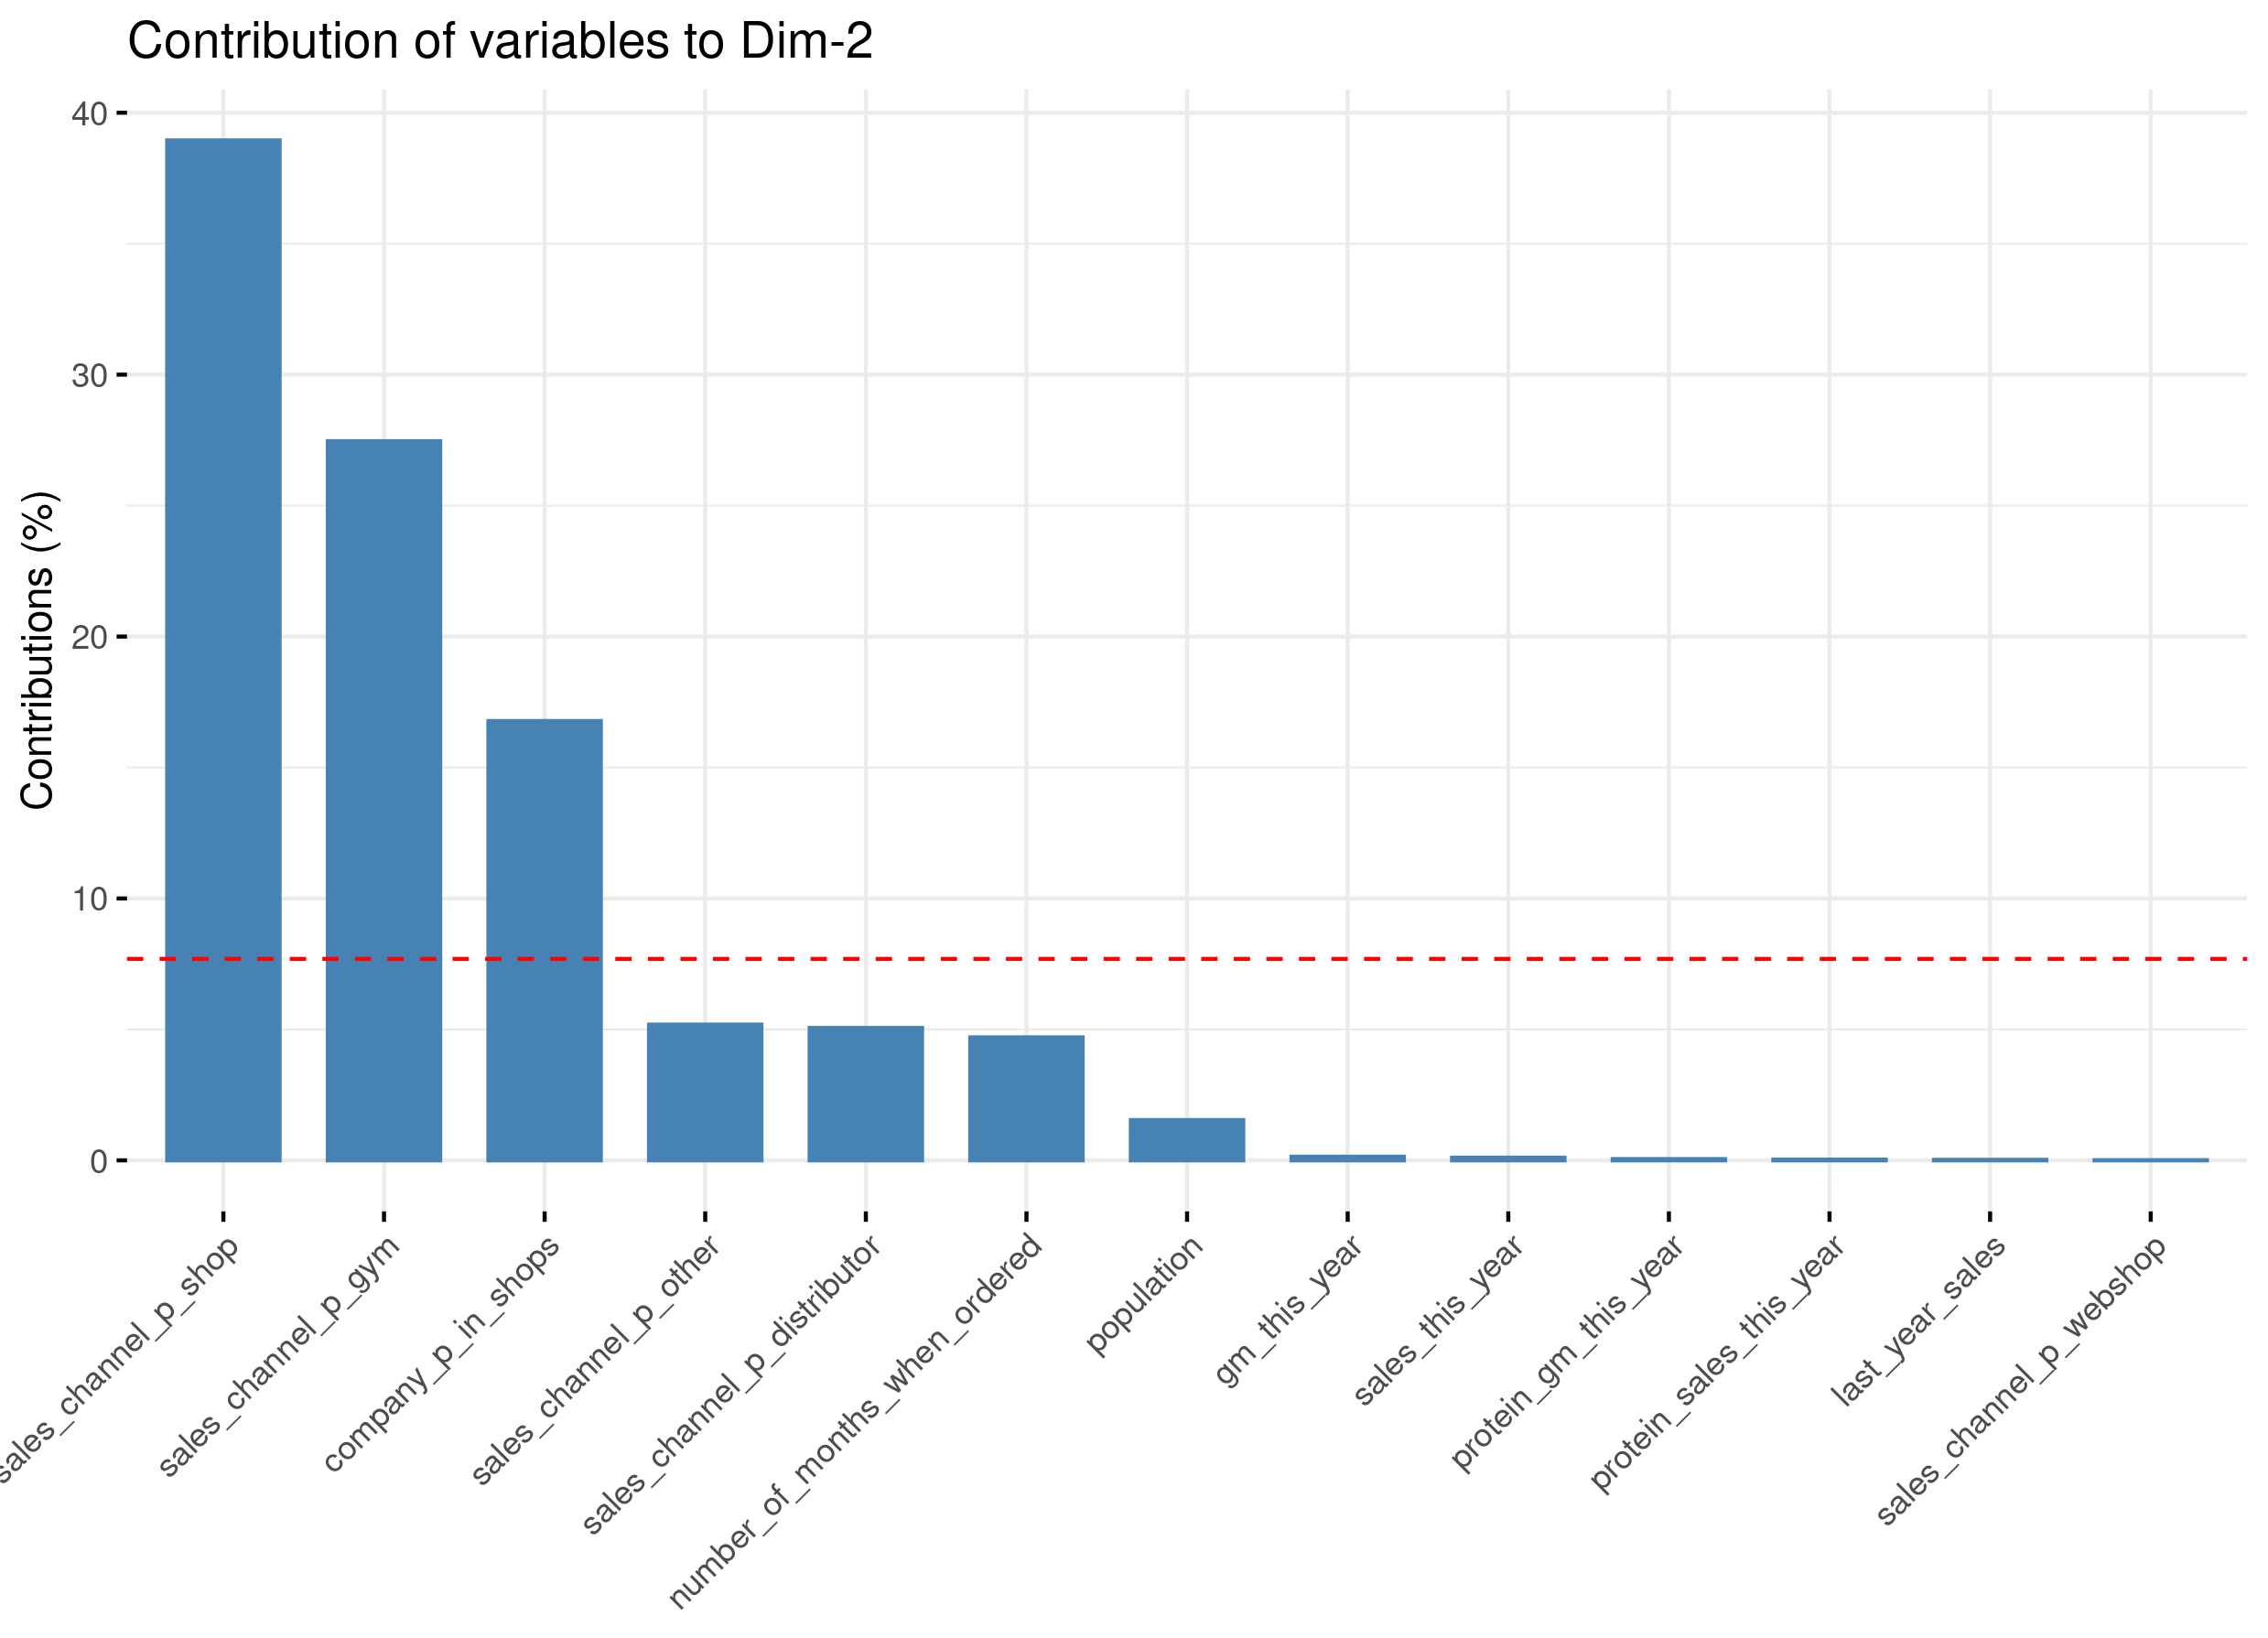 Contribution of variables to Dim-2
Contributions (%)
40
30
20
10
0
sales_channel_p_shop
sales_channel_p_gym
company_p_in_shops
sales_channel_p_other
sales_channel_p_distributor
number_of_months_when_ordered
population
gm_this_year
sales_this_year
protein_gm_this_year
protein_sales_this_year
last_year_sales
sales_channel_p_webshop